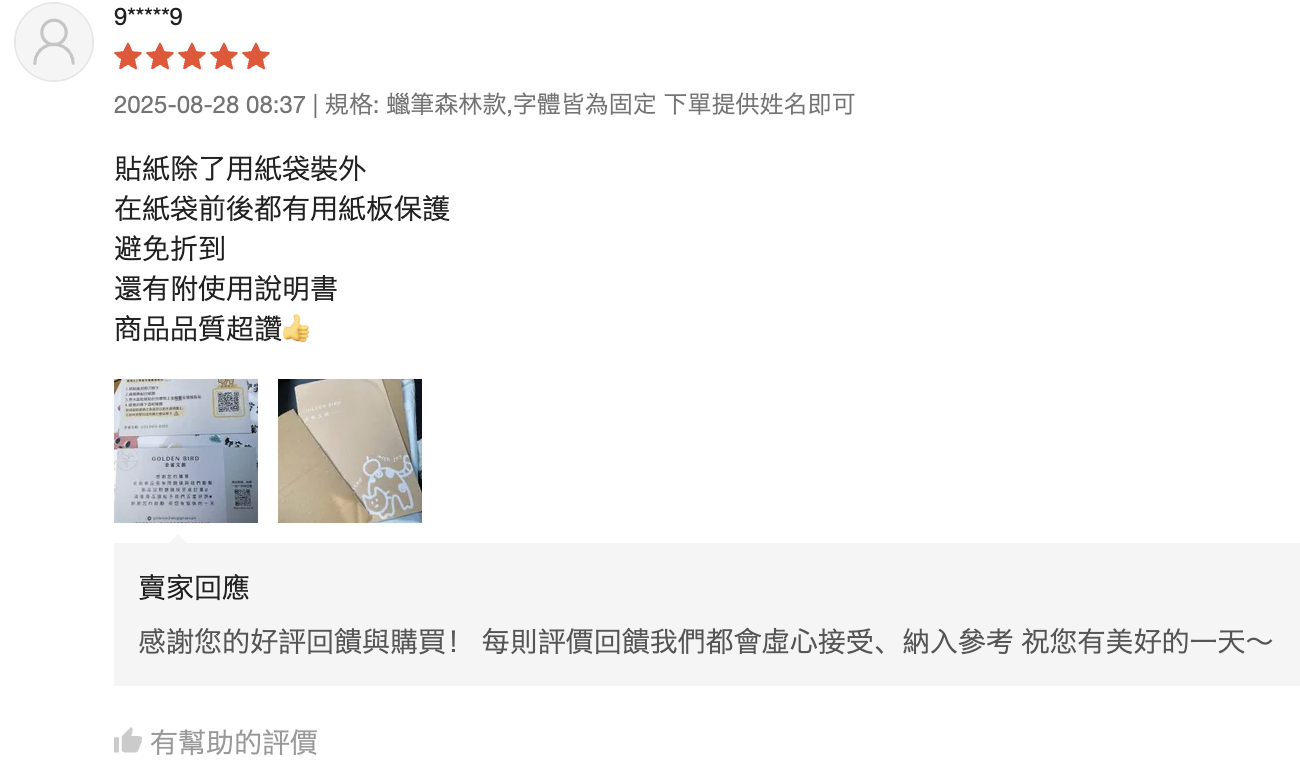 9*****9
2025-08-28 08:37 | 規格: 蠟筆森林款,字體皆為固定 下單提供姓名即可
貼紙除了用紙袋裝外
在紙袋前後都有用紙板保護
避免折到
還有附使用說明書
商品品質超讚👍
GOLDEN BIRD
GOLDEN BIRD
賣家回應
感謝您的好評回饋與購買! 每則評價回饋我們都會虛心接受、納入參考 祝您有美好的一天～
有幫助的評價